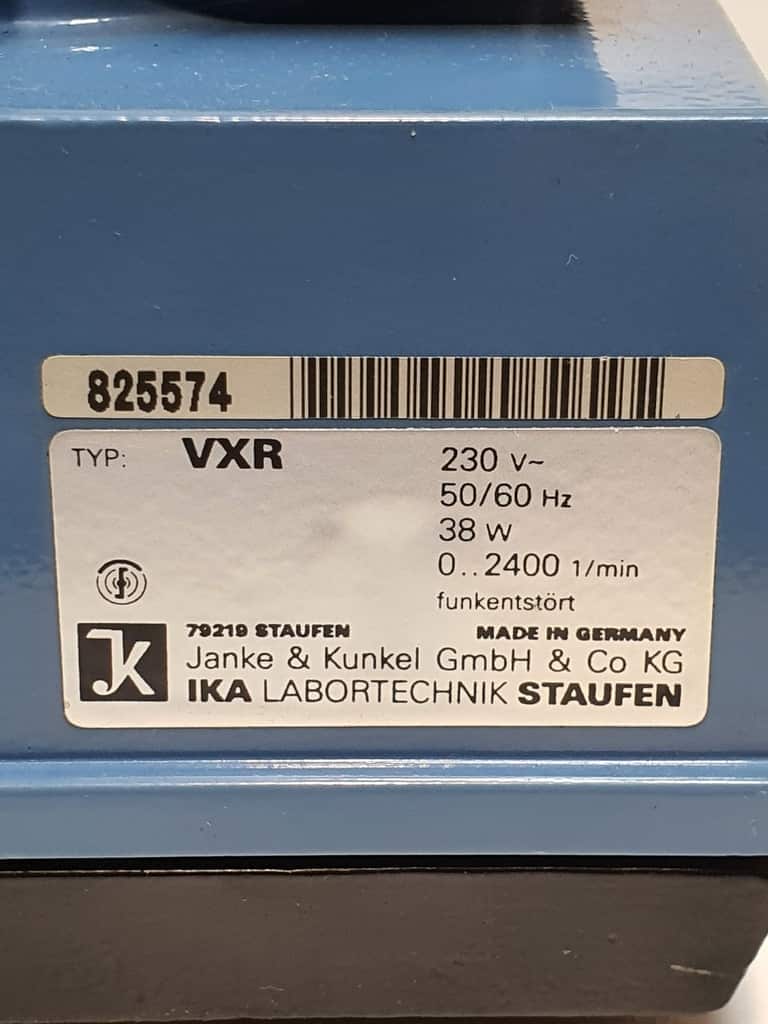 825574
TYP: VXR
230 V~
50/60 Hz
38 W
0..2400 1/min
funkentstört
79219 STAUFEN MADE IN GERMANY
JK Janke & Kunkel GmbH & Co KG
IKA LABORTECHNIK STAUFEN